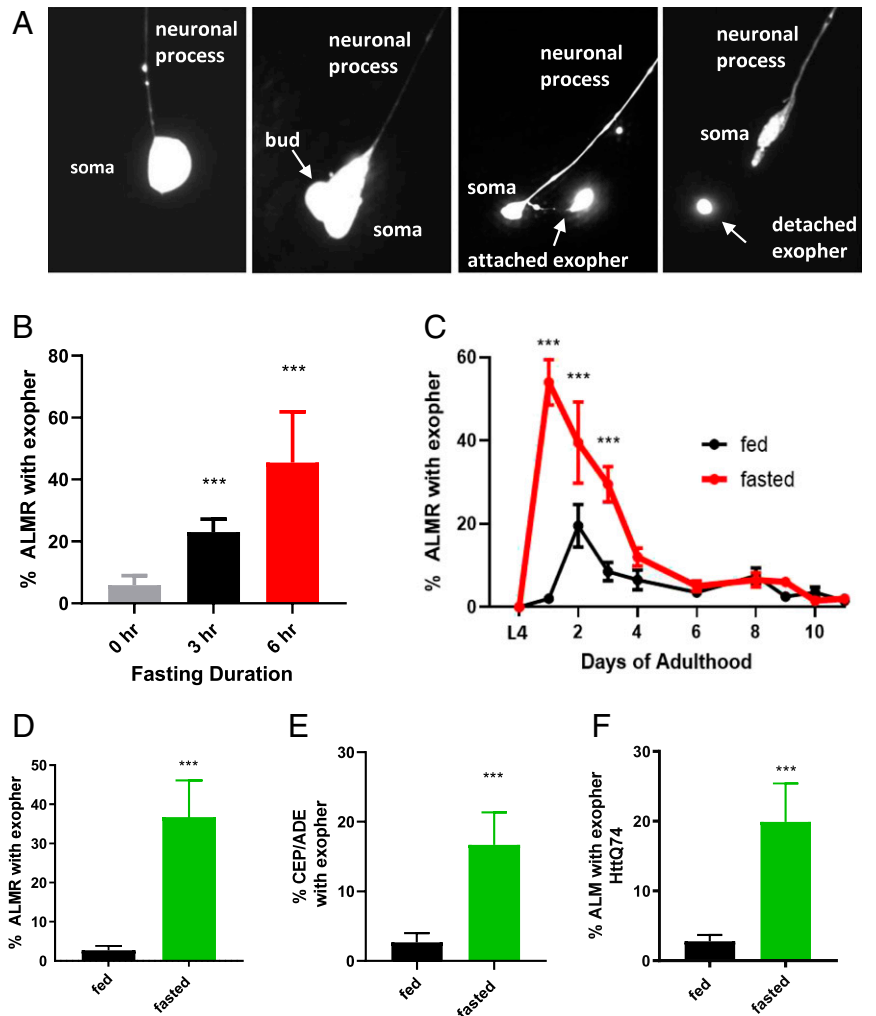 A
neuronal
process
soma
neuronal
process
bud
soma
neuronal
process
soma
attached exopher
neuronal
process
soma
detached
exopher
B
% ALMR with exopher
80
60
40
20
0
***
***
0 hr
3 hr
6 hr
Fasting Duration
C
% ALMR with exopher
60
40
20
0
***
***
***
fed
fasted
L4
2
4
6
8
10
Days of Adulthood
D
% ALMR with exopher
50
40
30
20
10
0
***
fed
fasted
E
% CEP/ADE
with exopher
30
20
10
0
***
fed
fasted
F
% ALM with exopher
HttQ74
30
20
10
0
***
fed
fasted